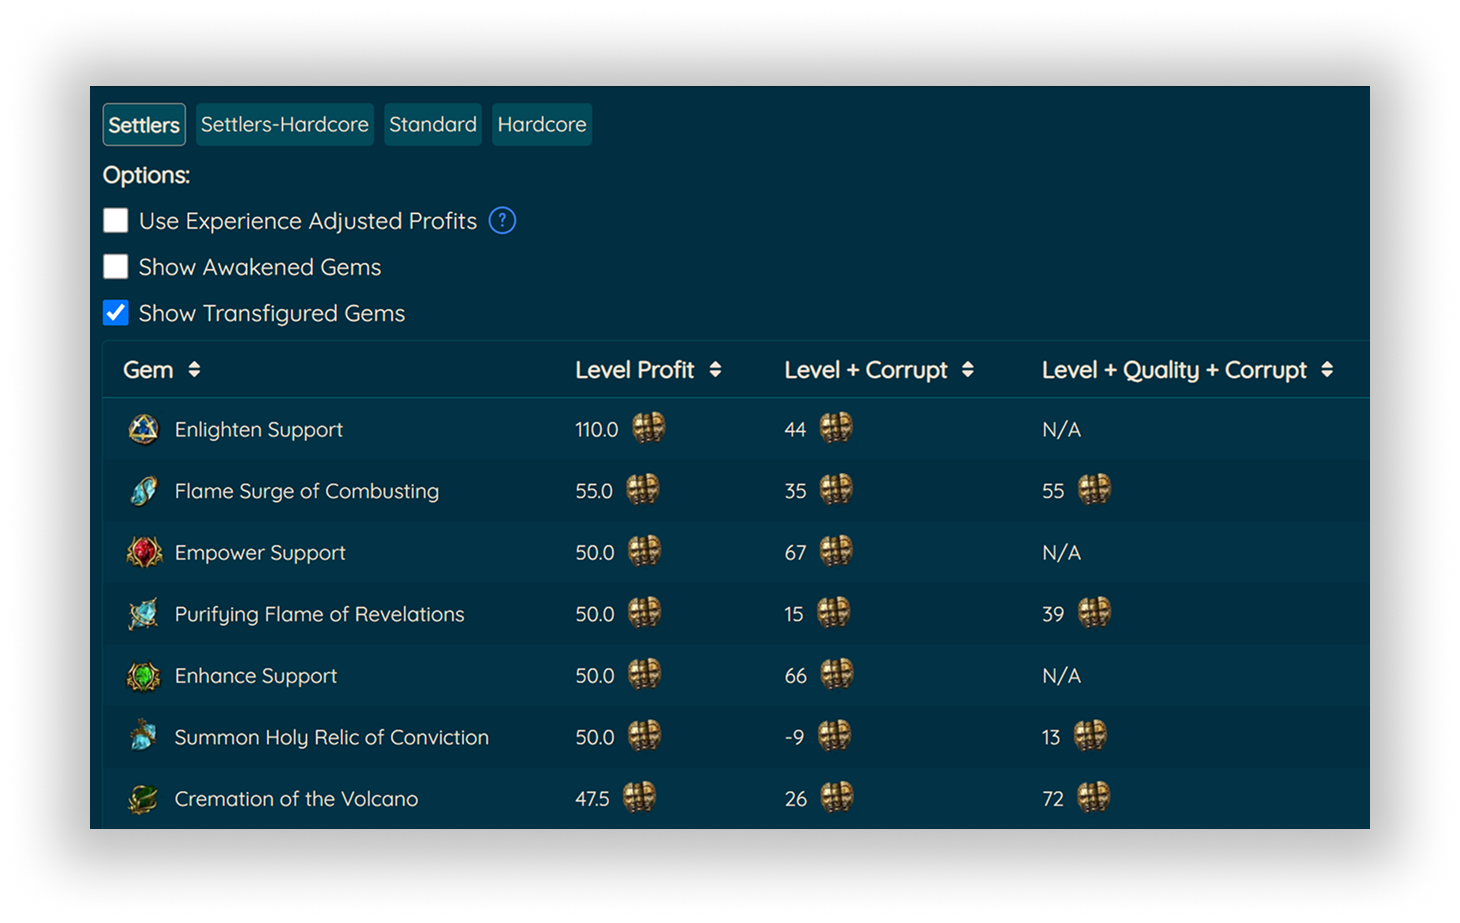 Settlers Settlers-Hardcore Standard Hardcore
Options:
Use Experience Adjusted Profits ?
Show Awakened Gems
Show Transfigured Gems
Gem Level Profit Level + Corrupt Level + Quality + Corrupt
Enlighten Support 110.0 44 N/A
Flame Surge of Combusting 55.0 35 55
Empower Support 50.0 67 N/A
Purifying Flame of Revelations 50.0 15 39
Enhance Support 50.0 66 N/A
Summon Holy Relic of Conviction 50.0 -9 13
Cremation of the Volcano 47.5 26 72